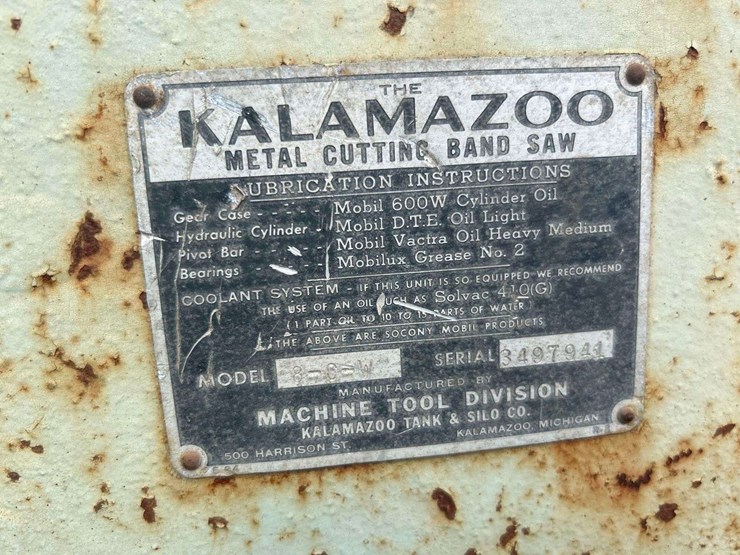 THE
KALAMAZOO
METAL CUTTING BAND SAW
LUBRICATION INSTRUCTIONS
Gear Case - - - - - Mobil 600W Cylinder Oil
Hydraulic Cylinder - Mobil D.T.E. Oil Light
Pivot Bar - - - - - Mobil Vactra Oil Heavy Medium
Bearings - - - - - Mobilux Grease No. 2
COOLANT SYSTEM - IF THIS UNIT IS SO EQUIPPED WE RECOMMEND
THE USE OF AN OIL SUCH AS Solvac 410(G)
(1 PART OIL TO 10 TO 15 PARTS OF WATER)
THE ABOVE ARE SOCONY MOBIL PRODUCTS
MODEL 8-C-W SERIAL 3497944
MANUFACTURED BY
MACHINE TOOL DIVISION
KALAMAZOO TANK & SILO CO.
500 HARRISON ST. KALAMAZOO, MICHIGAN